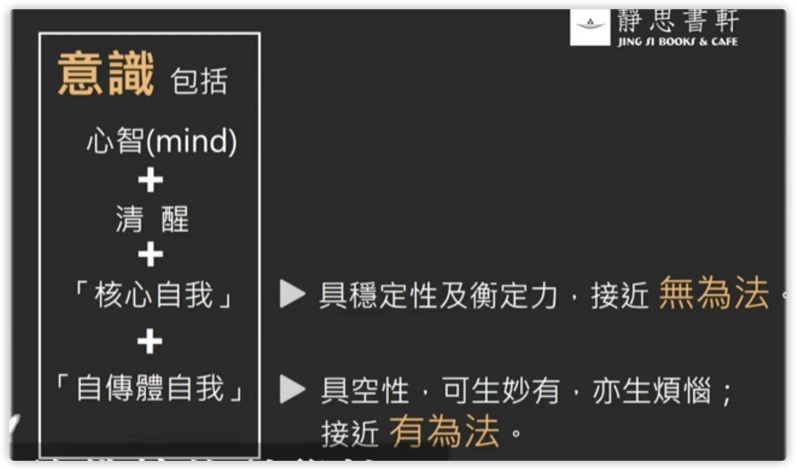 靜思書軒
JING SI BOOKS & CAFE
意識 包括
心智(mind)
+
清 醒
+
「核心自我」
▶ 具穩定性及衡定力，接近 無為法。
+
「自傳體自我」
▶ 具空性，可生妙有，亦生煩惱；
接近 有為法。